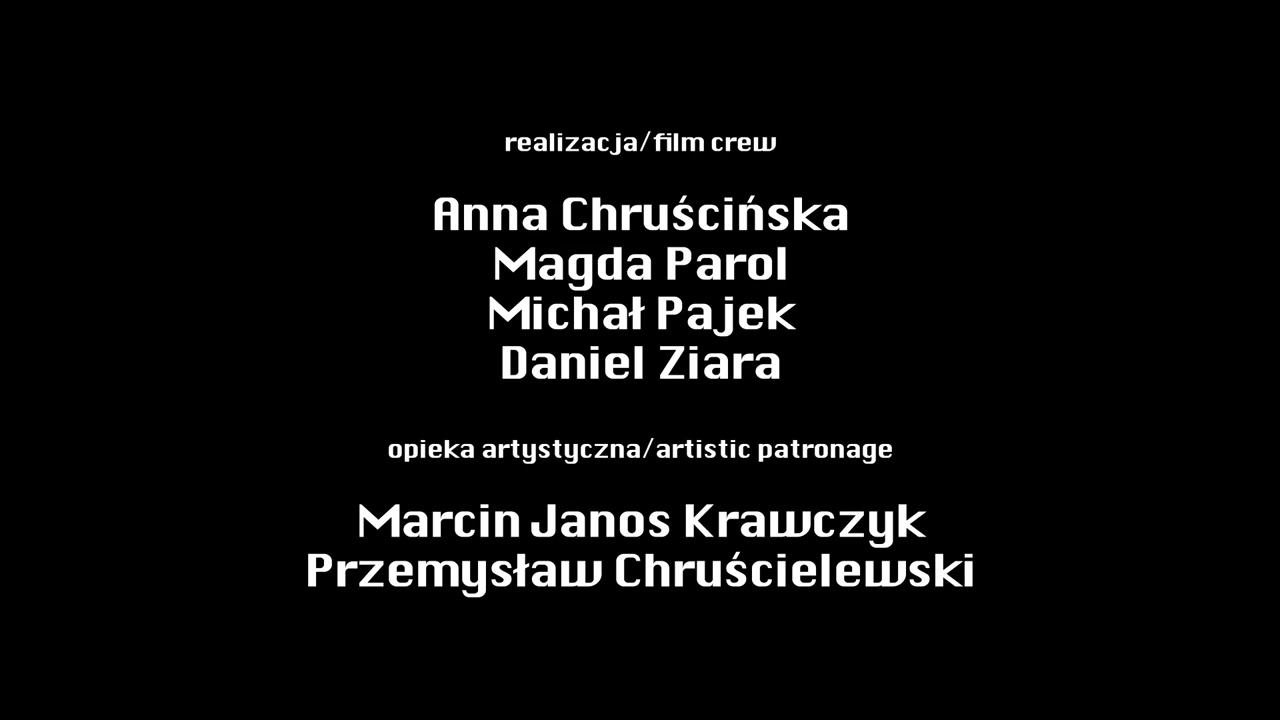 realizacja/film crew
Anna Chruścińska
Magda Parol
Michał Pajek
Daniel Ziara
opieka artystyczna/artistic patronage
Marcin Janos Krawczyk
Przemysław Chruścielewski